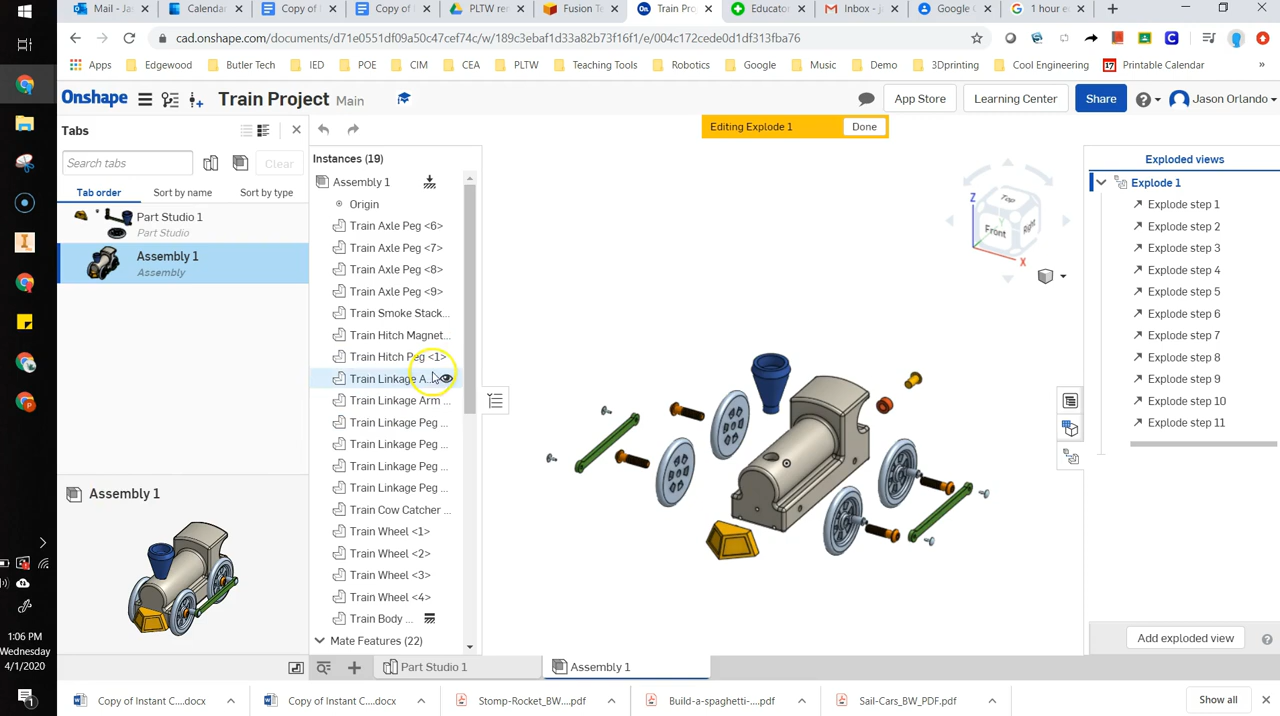 Mail - Ja
Calendar
Copy of I
Copy of I
PLTW ren
Fusion Te
Train Proj
Educator
Inbox - j
Google C
1 hour e
cad.onshape.com/documents/d71e0551df09a50c47cef74c/w/189c3ebaf1d33a82b73f16f1/e/004c172cede0d1df313fba76
Apps
Edgewood
Butler Tech
IED
POE
CIM
CEA
PLTW
Teaching Tools
Robotics
Google
Music
Demo
3Dprinting
Cool Engineering
17 Printable Calendar
»
Onshape
Train Project Main
App Store
Learning Center
Share
Jason Orlando
Tabs
Search tabs
Clear
Tab order
Sort by name
Sort by type
Part Studio 1
Part Studio
Assembly 1
Assembly
Assembly 1
Instances (19)
Assembly 1
Origin
Train Axle Peg <6>
Train Axle Peg <7>
Train Axle Peg <8>
Train Axle Peg <9>
Train Smoke Stack...
Train Hitch Magnet...
Train Hitch Peg <1>
Train Linkage A...
Train Linkage Arm ...
Train Linkage Peg ...
Train Linkage Peg ...
Train Linkage Peg ...
Train Linkage Peg ...
Train Cow Catcher ...
Train Wheel <1>
Train Wheel <2>
Train Wheel <3>
Train Wheel <4>
Train Body ...
Mate Features (22)
Editing Explode 1
Done
Z
Top
Front
Right
X
Exploded views
Explode 1
Explode step 1
Explode step 2
Explode step 3
Explode step 4
Explode step 5
Explode step 6
Explode step 7
Explode step 8
Explode step 9
Explode step 10
Explode step 11
Add exploded view
Part Studio 1
Assembly 1
1:06 PM
Wednesday
4/1/2020
1
Copy of Instant C....docx
Copy of Instant C....docx
Stomp-Rocket_BW....pdf
Build-a-spaghetti-....pdf
Sail-Cars_BW_PDF.pdf
Show all